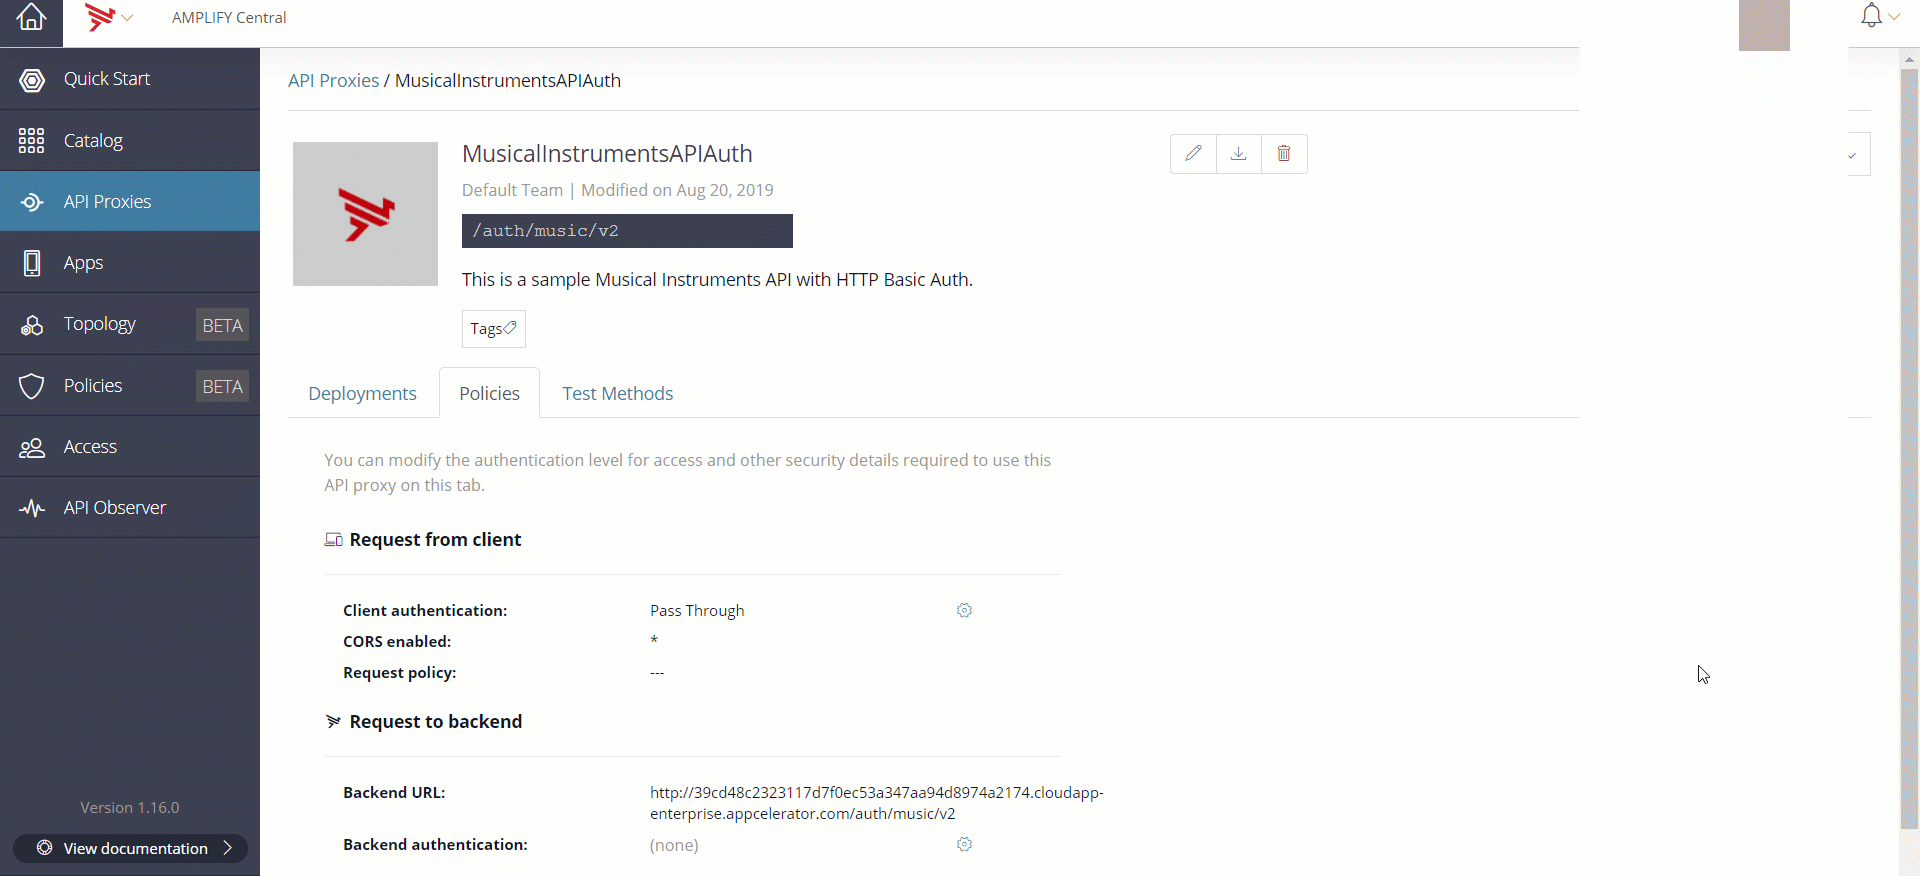 AMPLIFY Central
Quick Start
Catalog
API Proxies
Apps
Topology BETA
Policies BETA
Access
API Observer
Version 1.16.0
View documentation
API Proxies / MusicalInstrumentsAPIAuth
MusicalInstrumentsAPIAuth
Default Team | Modified on Aug 20, 2019
/auth/music/v2
This is a sample Musical Instruments API with HTTP Basic Auth.
Tags
Deployments Policies Test Methods
You can modify the authentication level for access and other security details required to use this
API proxy on this tab.
Request from client
Client authentication: Pass Through
CORS enabled: *
Request policy: ---
Request to backend
Backend URL: http://39cd48c2323117d7f0ec53a347aa94d8974a2174.cloudapp-
enterprise.appcelerator.com/auth/music/v2
Backend authentication: (none)